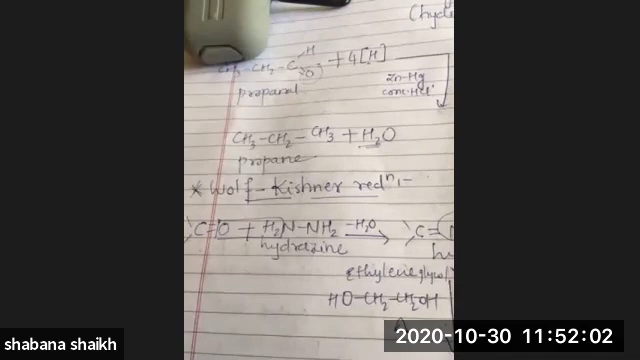 (hyd
H
CH3-CH2-C=O + 4[H]
propanal
Zn-Hg
conc.HCl
CH3-CH2-CH3 + H2O
propane
* Wolf-Kishner redn,-
C=O + H2N-NH2 -H2O → C=
hydrazine
ethylene glycol
HO-CH2-CH2OH
shabana shaikh
2020-10-30 11:52:02